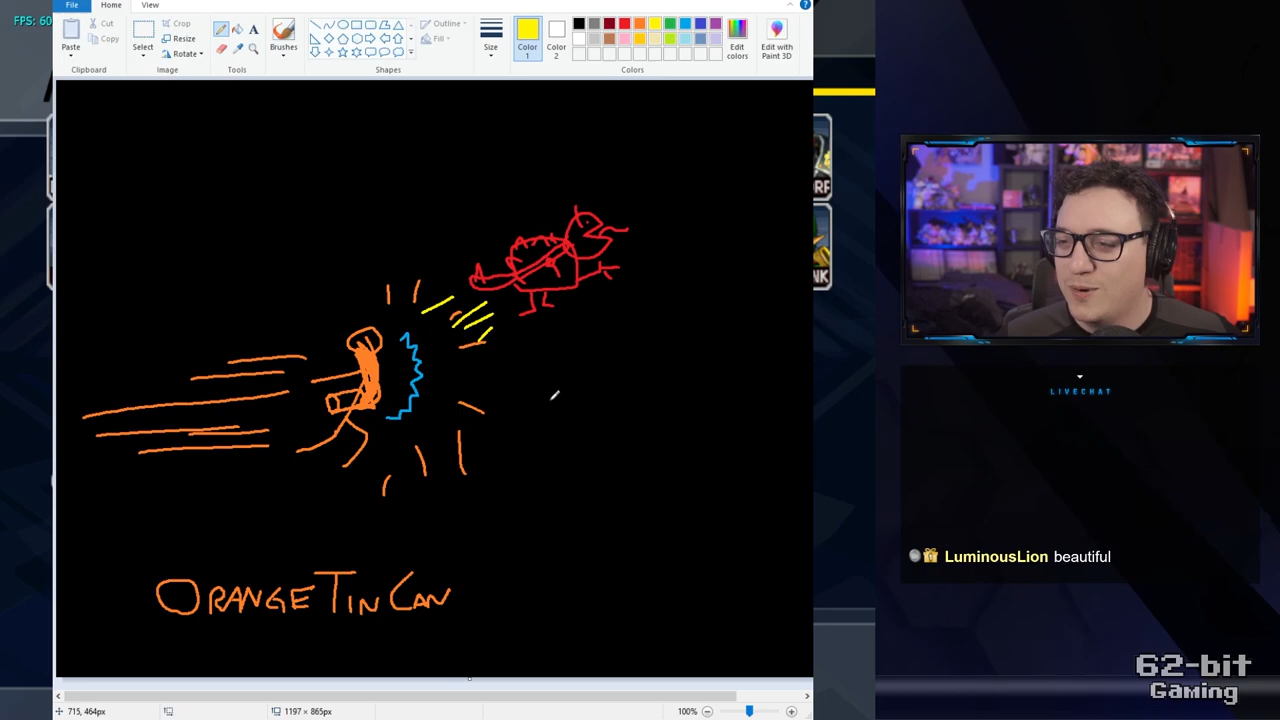 FPS: 60
File
Home
View
Paste
Cut
Copy
Clipboard
Select
Crop
Resize
Rotate
Image
Tools
Brushes
Outline
Fill
Shapes
Size
Color 1
Color 2
Edit colors
Edit with Paint 3D
Colors
ORANGE TIN CAN
715, 464px
1197 × 865px
100%
LIVECHAT
LuminousLion beautiful
62-bit
Gaming